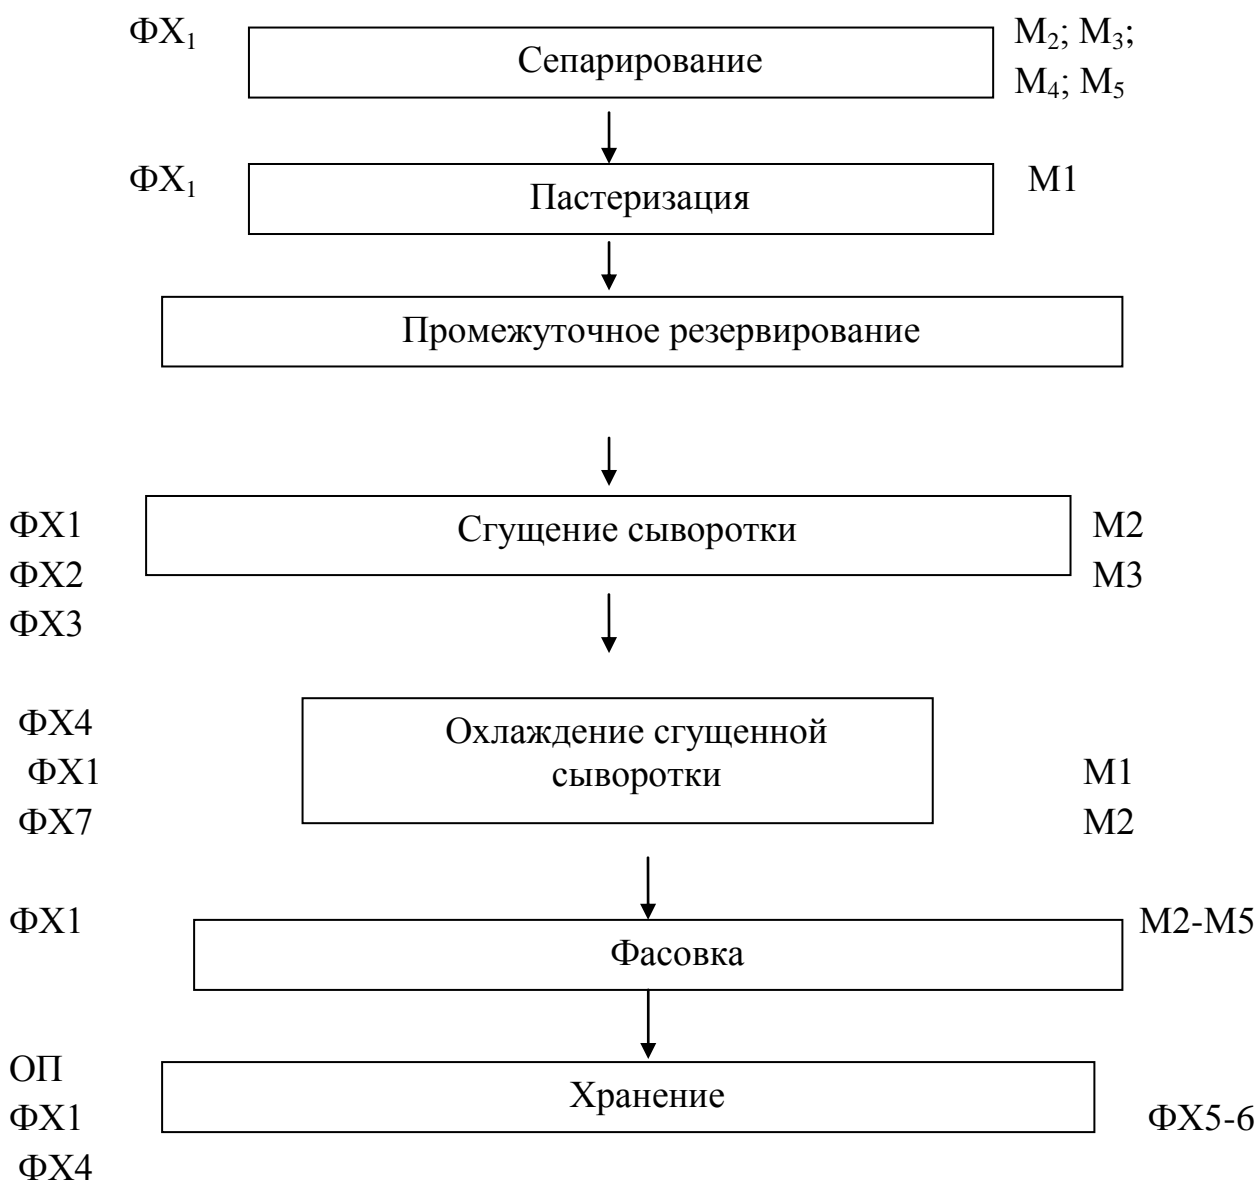 ФХ₁
Сепарирование
М₂; М₃;
М₄; М₅
ФХ₁
Пастеризация
М1
Промежуточное резервирование
ФХ1
Сгущение сыворотки
М2
ФХ2
М3
ФХ3
ФХ4
Охлаждение сгущенной
ФХ1
сыворотки
М1
ФХ7
М2
ФХ1
Фасовка
М2-М5
ОП
ФХ1
Хранение
ФХ5-6
ФХ4